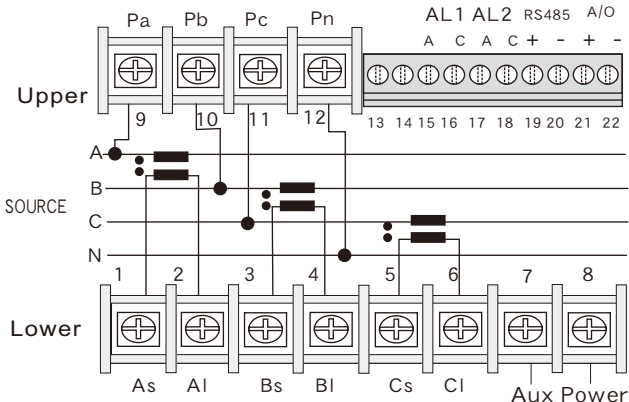 Pa Pb Pc Pn AL1 AL2 RS485 A/O
A C A C + - + -
Upper
9 10 11 12 13 14 15 16 17 18 19 20 21 22
A
B
SOURCE
C
N
1 2 3 4 5 6 7 8
Lower
As Al Bs Bl Cs Cl Aux Power